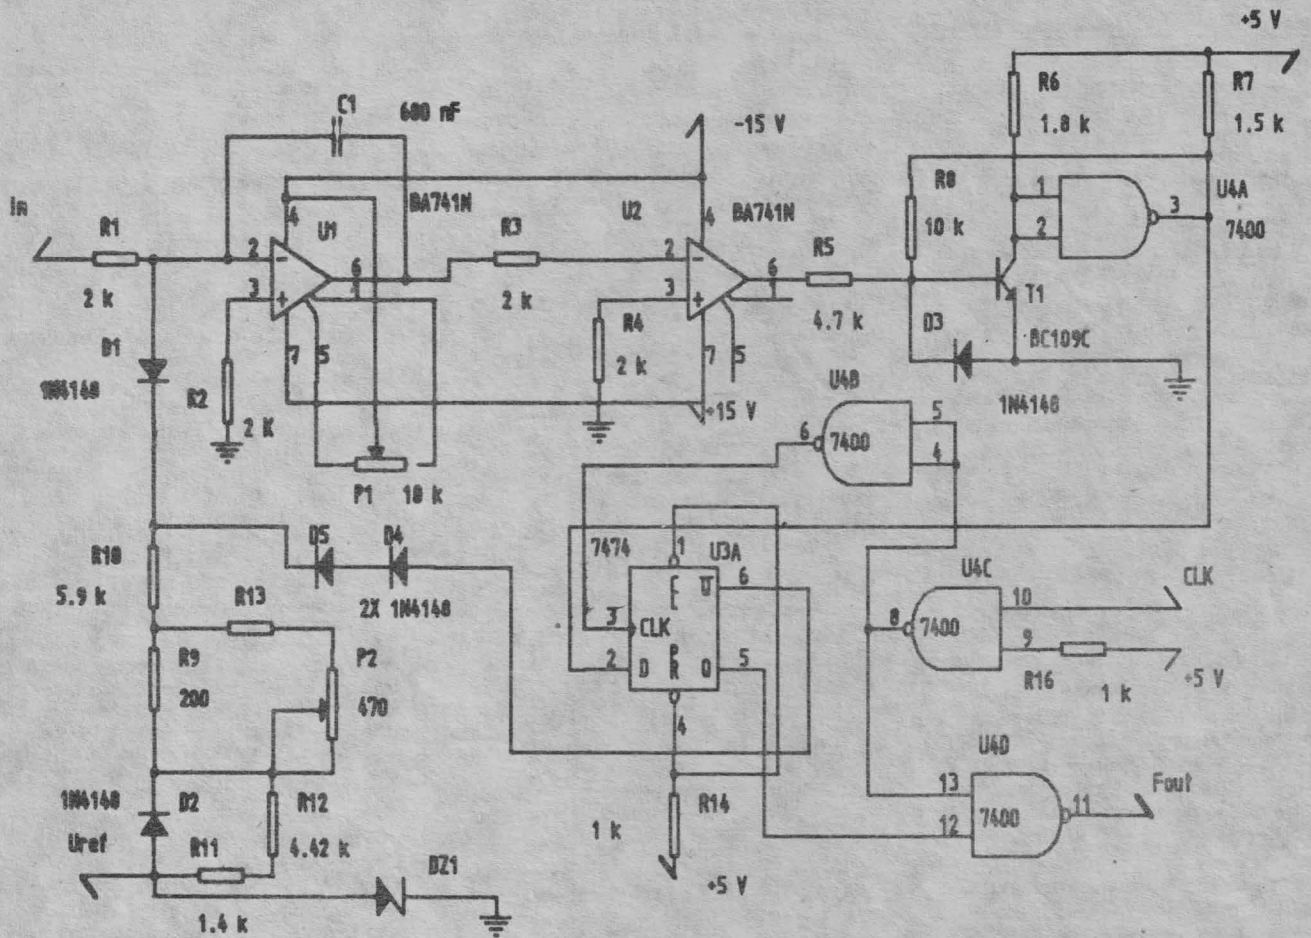 +5 V
C1
680 nF
R6
1.8 k
R7
1.5 k
-15 V
In
R1
2 k
4
U1
BA741N
U2
4
BA741N
R8
10 k
1
2
3
U4A
7400
2
3
6
1
R3
2 k
2
3
6
1
R5
4.7 k
T1
BC109C
D1
1N4148
R2
2 K
7
5
R4
2 k
7
5
D3
1N4148
+15 V
U4B
7400
6
5
4
P1
10 k
R10
5.9 k
D5
D4
2X 1N4148
7474
1
U3A
6
CL
Q
3
CLK
2
D
PR
Q
5
4
U4C
7400
8
10
9
CLK
R16
1 k
+5 V
R13
R9
200
P2
470
U4D
7400
13
12
11
Fout
1N4148
D2
R12
4.42 k
R14
1 k
+5 V
Uref
R11
1.4 k
DZ1